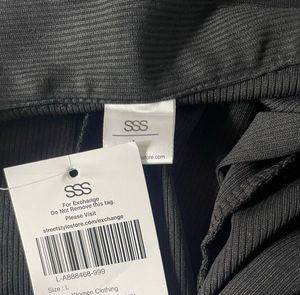 SSS
store.com
SSS
For Exchange
Do Not Remove this tag.
Please Visit
streetstylestore.com/exchange
L-A888468-999
Size : L
Women Clothing